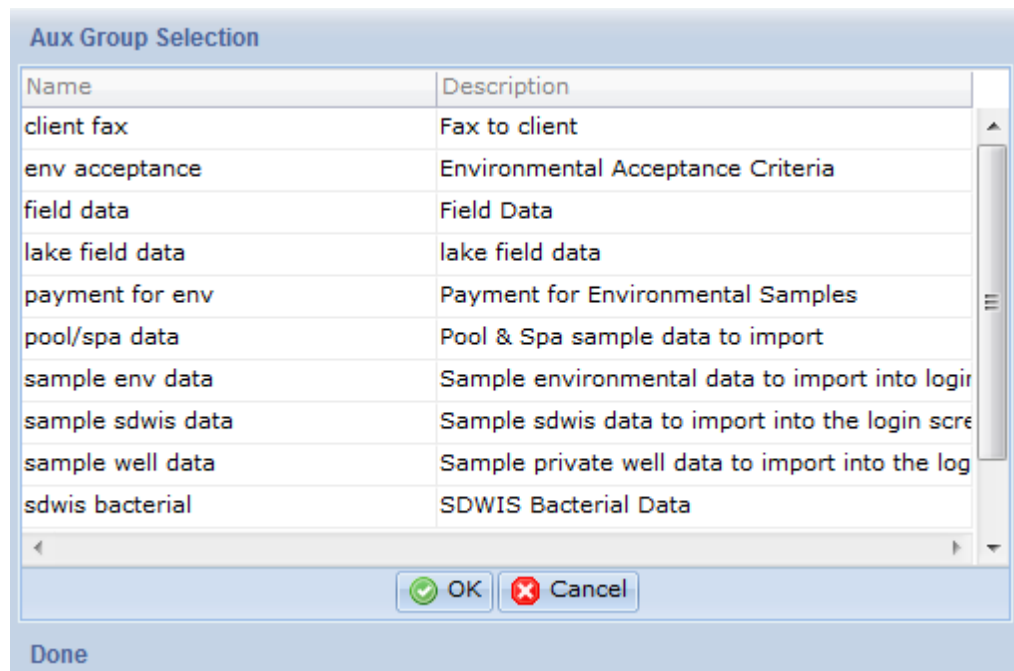 Aux Group Selection
Name Description
client fax Fax to client
env acceptance Environmental Acceptance Criteria
field data Field Data
lake field data lake field data
payment for env Payment for Environmental Samples
pool/spa data Pool & Spa sample data to import
sample env data Sample environmental data to import into login
sample sdwis data Sample sdwis data to import into the login scre
sample well data Sample private well data to import into the log
sdwis bacterial SDWIS Bacterial Data
OK Cancel
Done